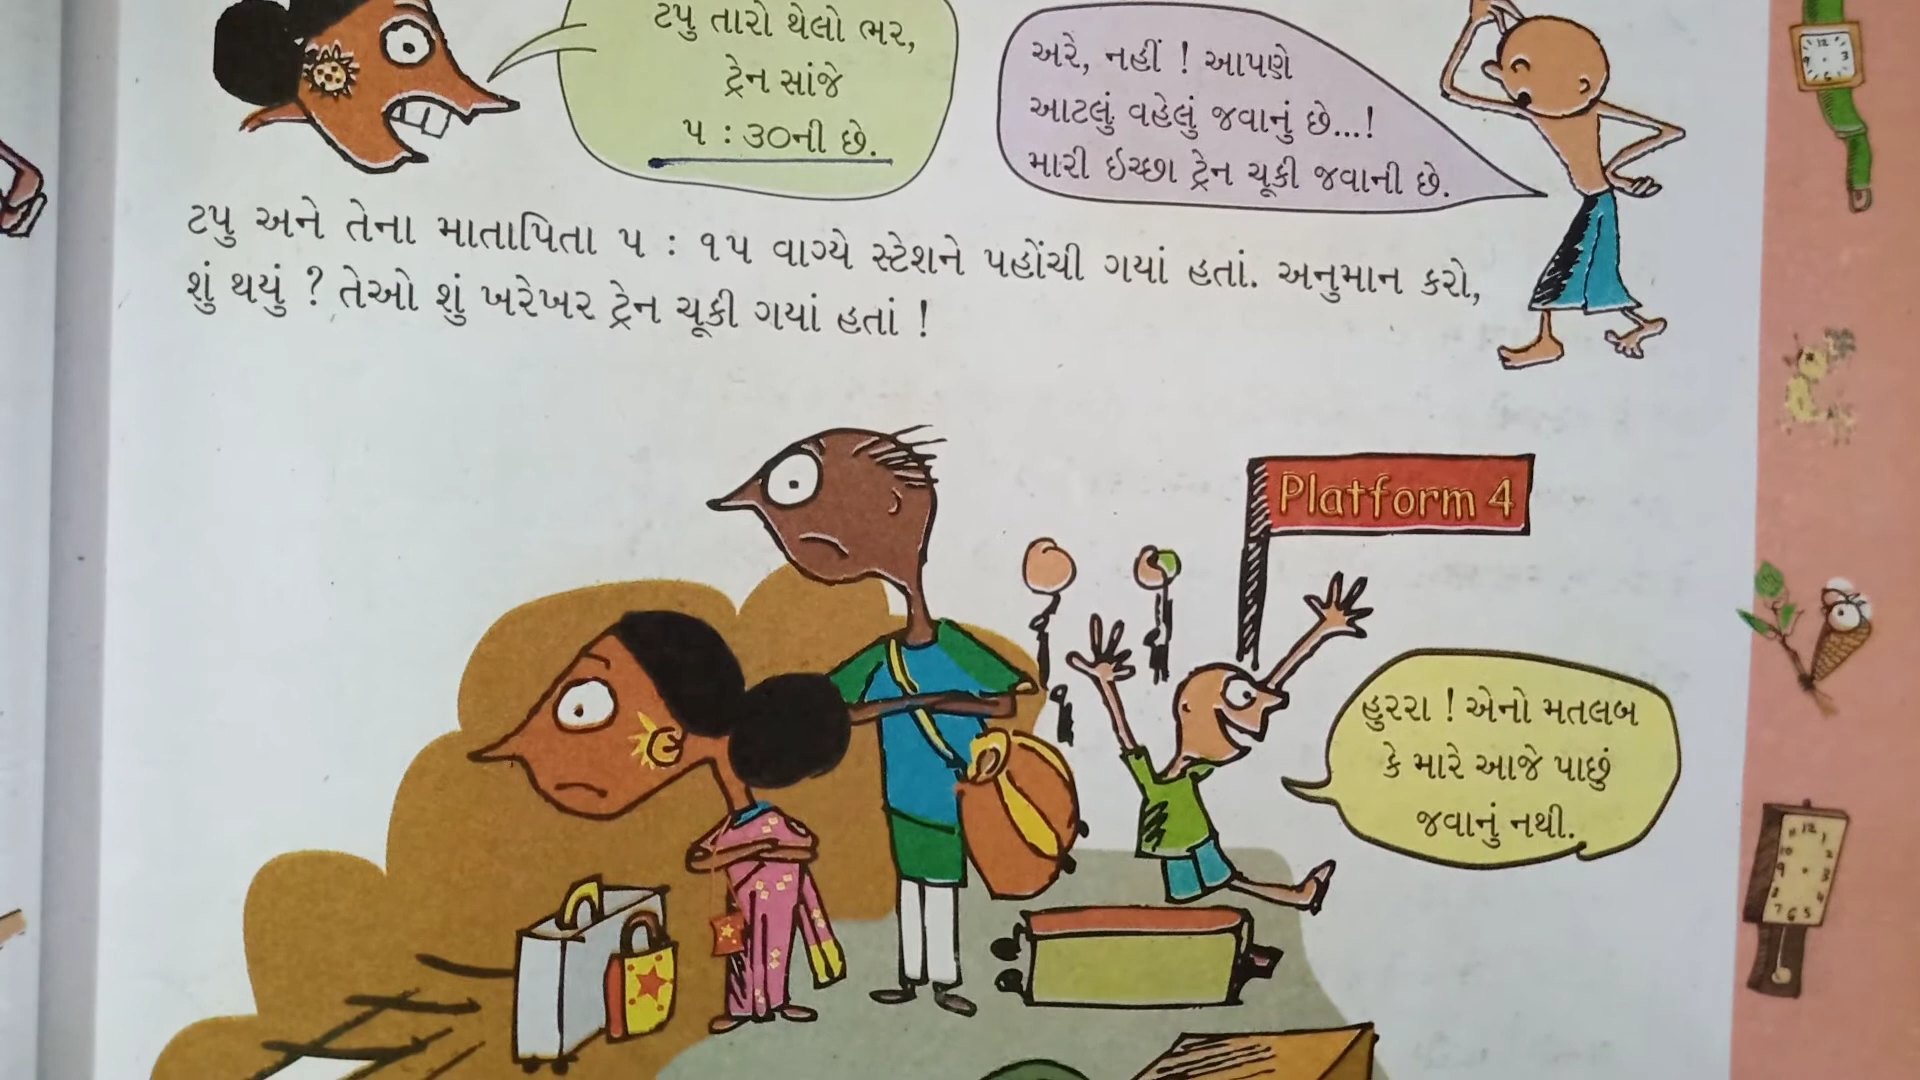 ટપુ તારો થેલો ભર,
ટ્રેન સાંજે
૫ : ૩૦ની છે.
અરે, નહીં ! આપણે
આટલું વહેલું જવાનું છે...!
મારી ઇચ્છા ટ્રેન ચૂકી જવાની છે.
ટપુ અને તેના માતાપિતા ૫ : ૧૫ વાગ્યે સ્ટેશને પહોંચી ગયાં હતાં. અનુમાન કરો,
શું થયું ? તેઓ શું ખરેખર ટ્રેન ચૂકી ગયાં હતાં !
Platform 4
હુરરા ! એનો મતલબ
કે મારે આજે પાછું
જવાનું નથી.